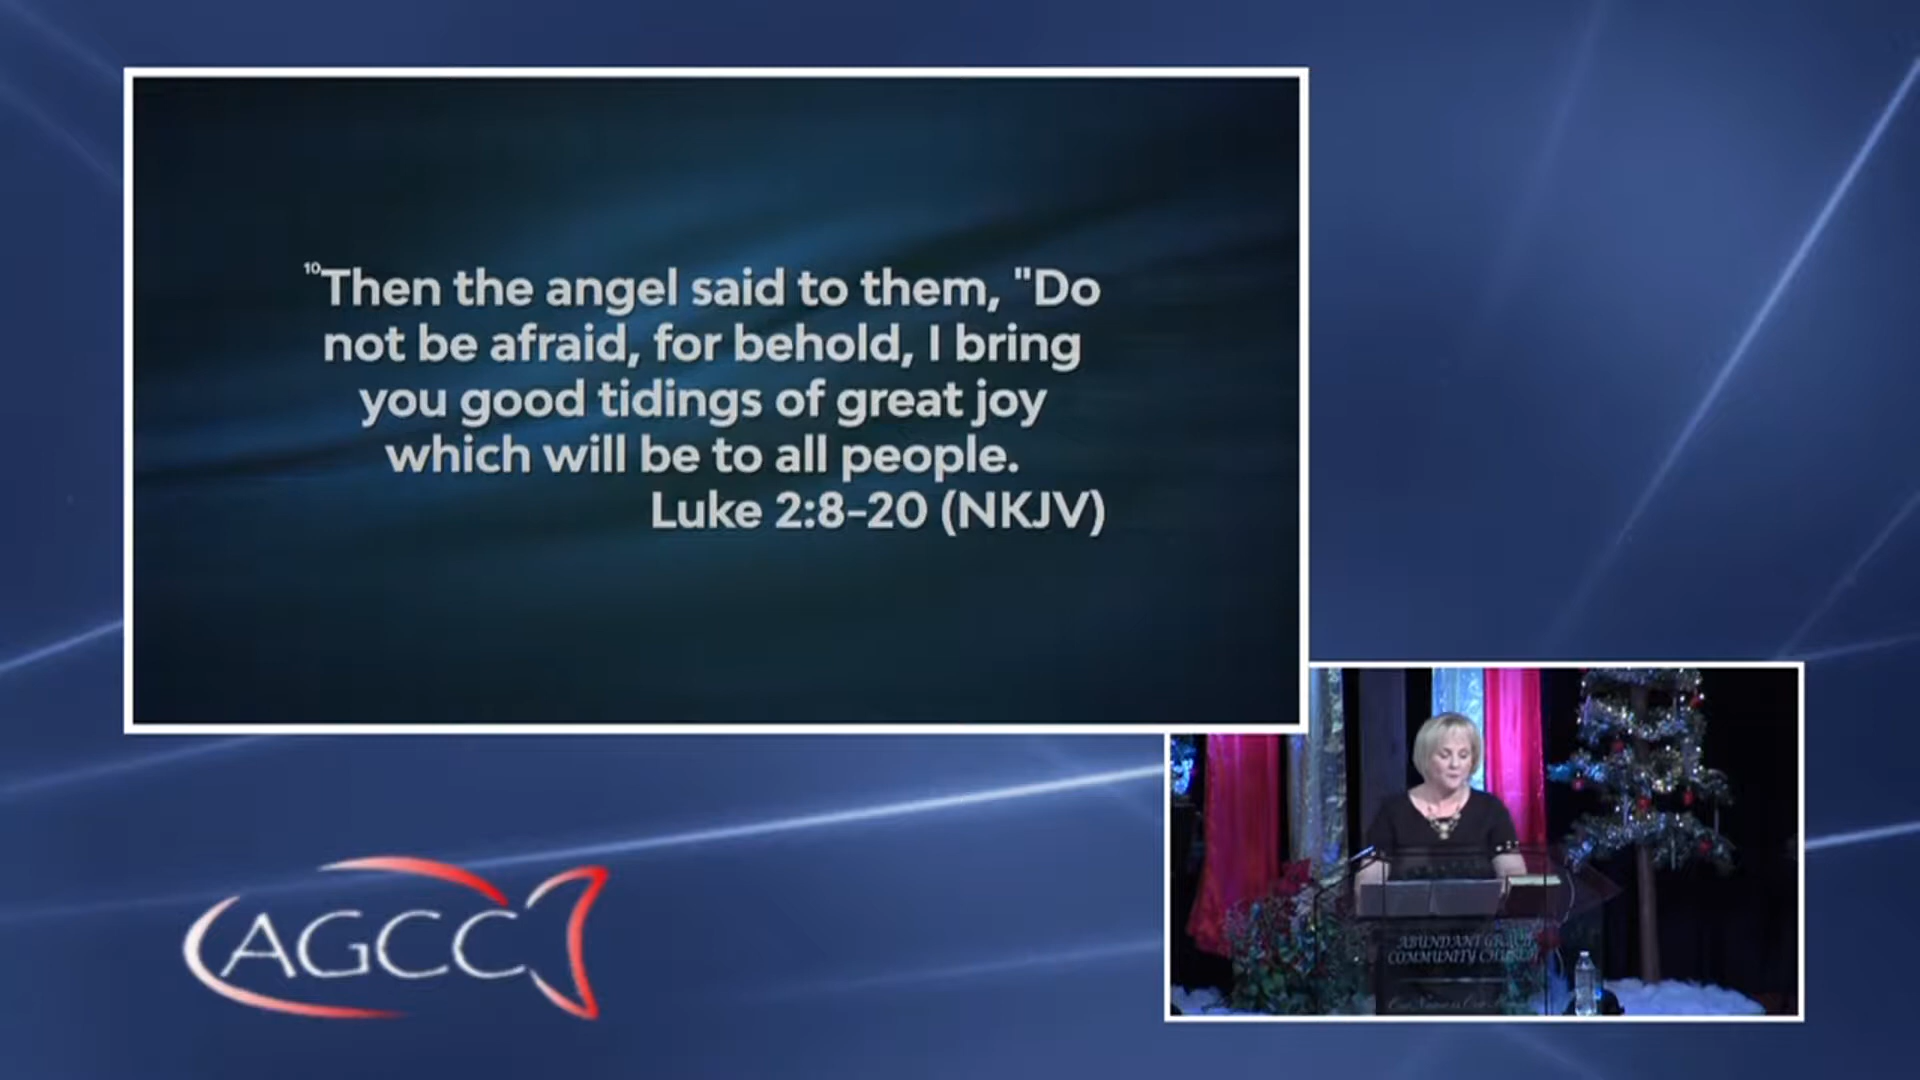 ¹⁰Then the angel said to them, "Do
not be afraid, for behold, I bring
you good tidings of great joy
which will be to all people.
Luke 2:8-20 (NKJV)
AGCC
ABUNDANT GRACE
COMMUNITY CHURCH